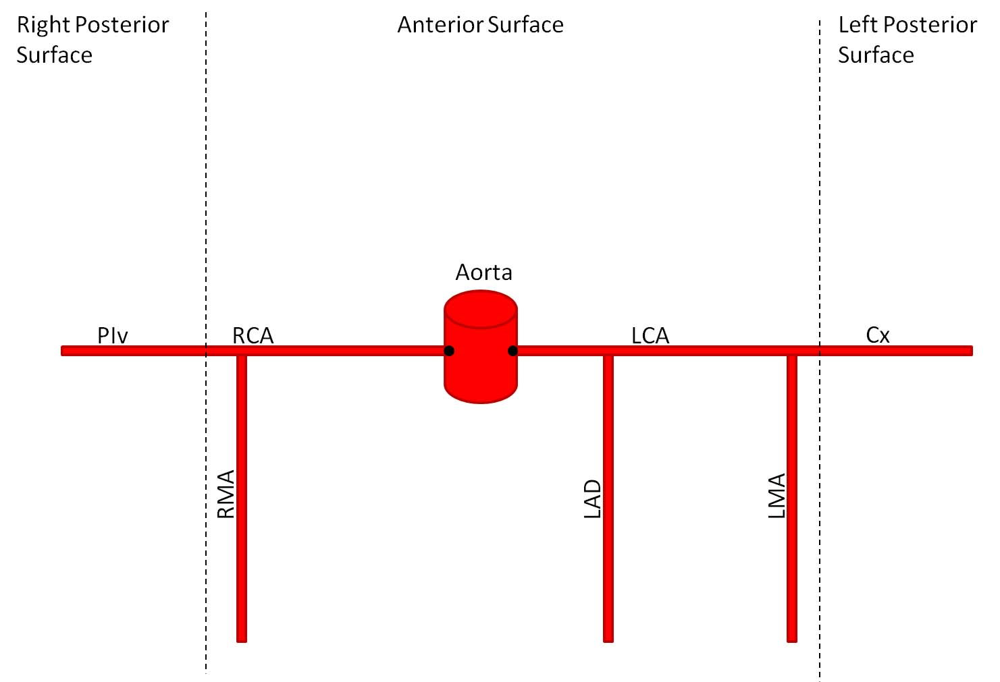 Right Posterior
Surface
Anterior Surface
Left Posterior
Surface
Aorta
PIv
RCA
LCA
Cx
RMA
LAD
LMA